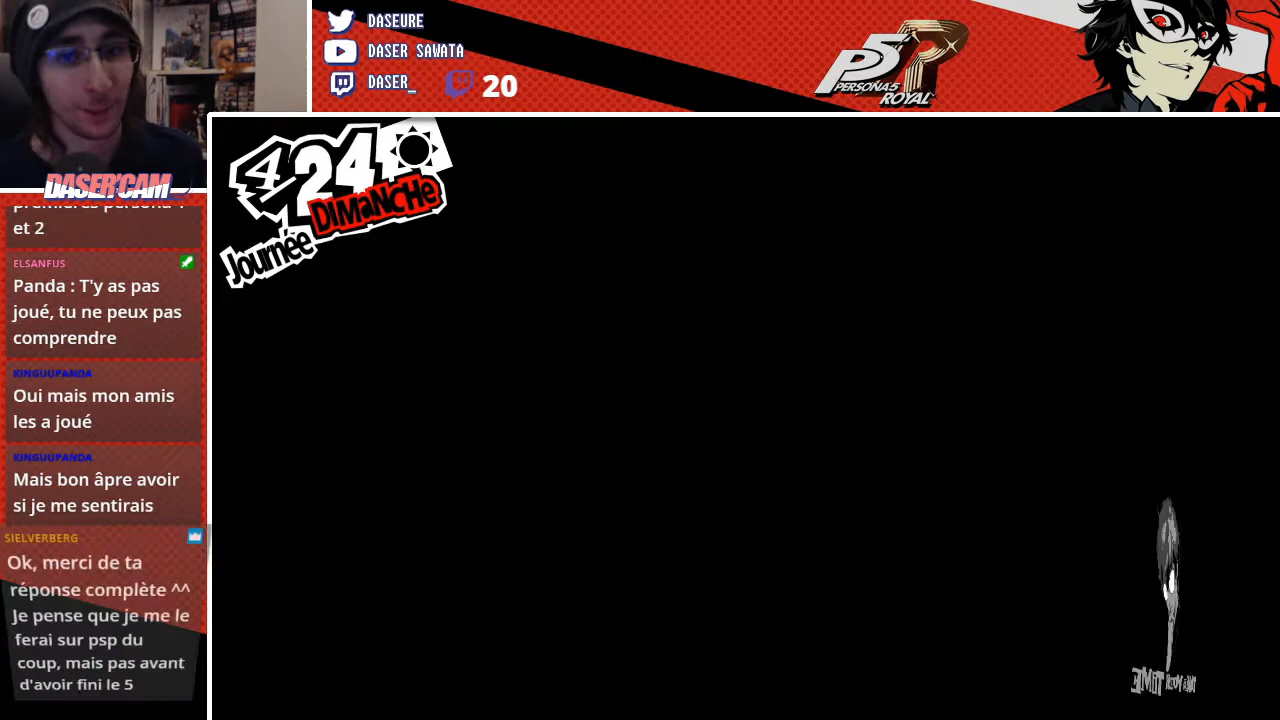 DASEURE
DASER SAWATA
DASER_
20
P5R
PERSONA5
ROYAL
DASER'CAM
et 2
ELSANFUS
Panda : T'y as pas
joué, tu ne peux pas
comprendre
KINGUUPANDA
Oui mais mon amis
les a joué
KINGUUPANDA
Mais bon âpre avoir
si je me sentirais
SIELVERBERG
Ok, merci de ta
réponse complète ^^
Je pense que je me le
ferai sur psp du
coup, mais pas avant
d'avoir fini le 5
4/24
DIMaNCHe
Journée